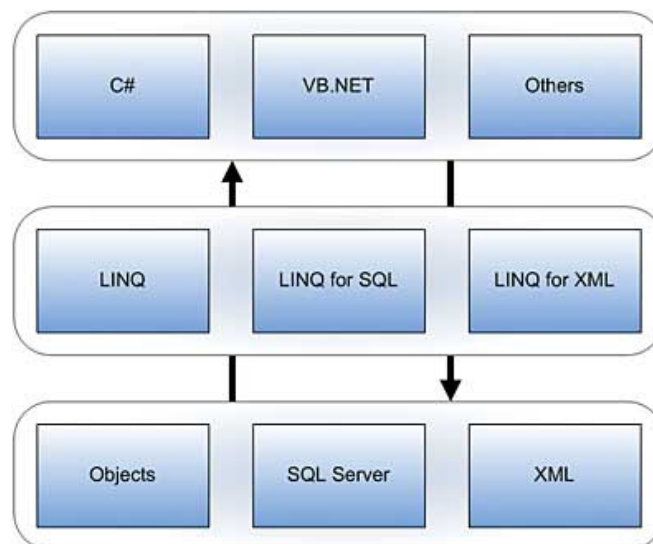 C#
VB.NET
Others
LINQ
LINQ for SQL
LINQ for XML
Objects
SQL Server
XML